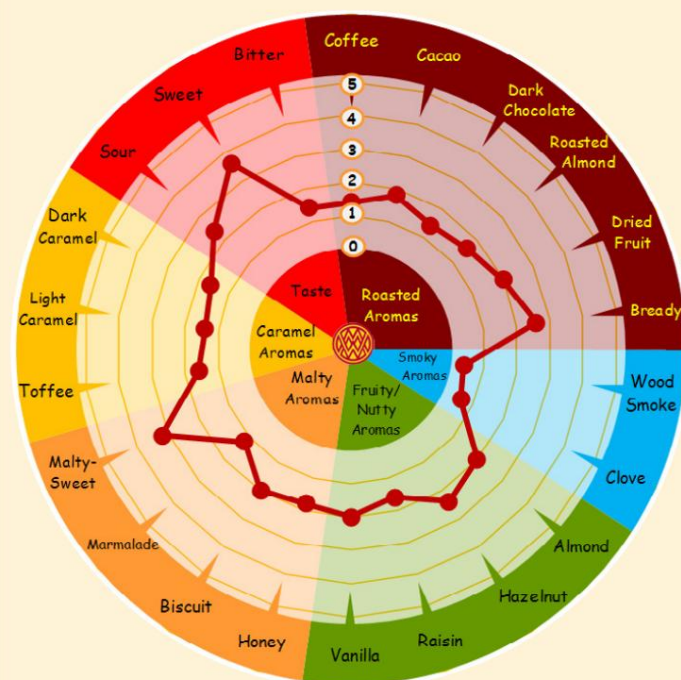 Coffee
Cacao
Dark
Chocolate
Roasted
Almond
Dried
Fruit
Bready
Wood
Smoke
Clove
Almond
Hazelnut
Raisin
Vanilla
Honey
Biscuit
Marmalade
Malty-
Sweet
Toffee
Light
Caramel
Dark
Caramel
Sour
Sweet
Bitter
5
4
3
2
1
0
Taste
Roasted
Aromas
Caramel
Aromas
Smoky
Aromas
Malty
Aromas
Fruity/
Nutty
Aromas